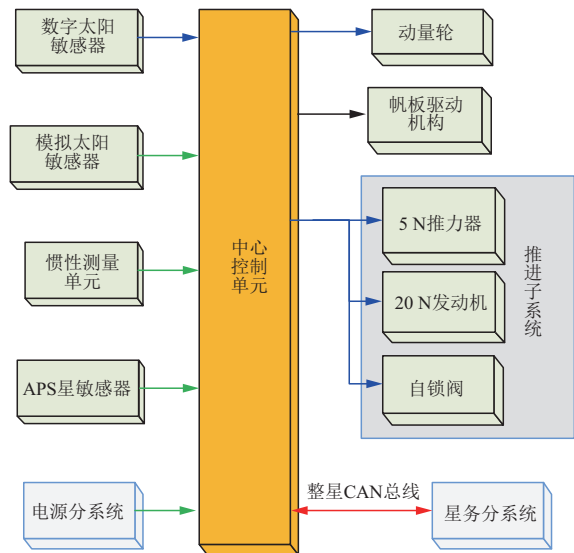 数字太阳
敏感器
模拟太阳
敏感器
惯性测量
单元
APS星敏感器
电源分系统
中心
控制
单元
动量轮
帆板驱动
机构
5 N推力器
20 N发动机
自锁阀
推进子系统
整星CAN总线
星务分系统